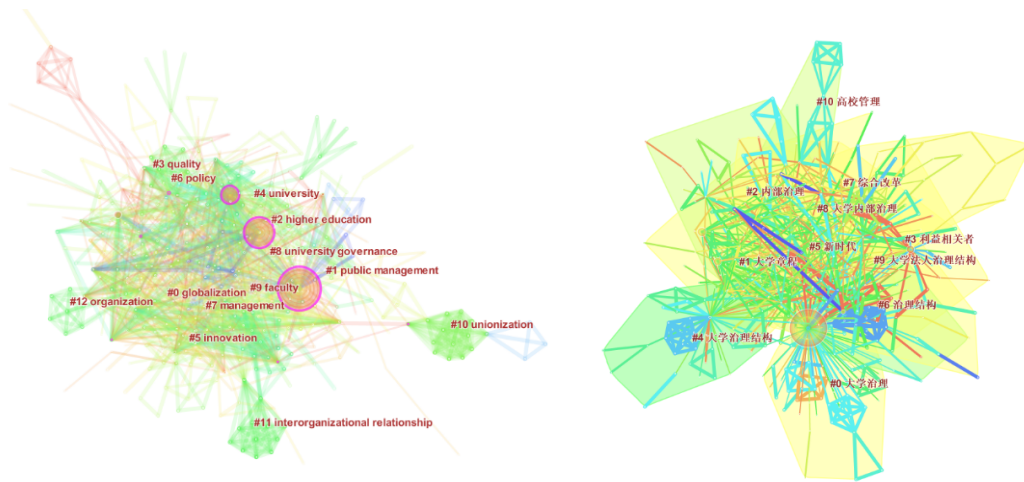 #3 quality
#6 policy
#4 university
#2 higher education
#8 university governance
#1 public management
#9 faculty
#0 globalization
#7 management
#12 organization
#5 innovation
#10 unionization
#11 interorganizational relationship
#10 高校管理
#7 综合改革
#2 内部治理
#8 大学内部治理
#3 利益相关者
#5 新时代
#9 大学法人治理结构
#1 大学章程
#6 治理结构
#4 大学治理结构
#0 大学治理